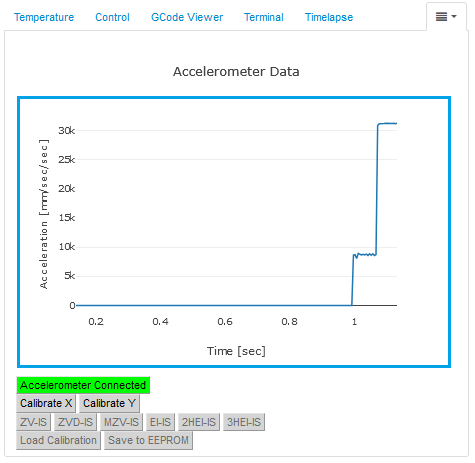 Temperature Control GCode Viewer Terminal Timelapse
Accelerometer Data
Acceleration [mm/sec/sec]
30k
25k
20k
15k
10k
5k
0
0.2 0.4 0.6 0.8 1
Time [sec]
Accelerometer Connected
Calibrate X Calibrate Y
ZV-IS ZVD-IS MZV-IS EI-IS 2HEI-IS 3HEI-IS
Load Calibration Save to EEPROM